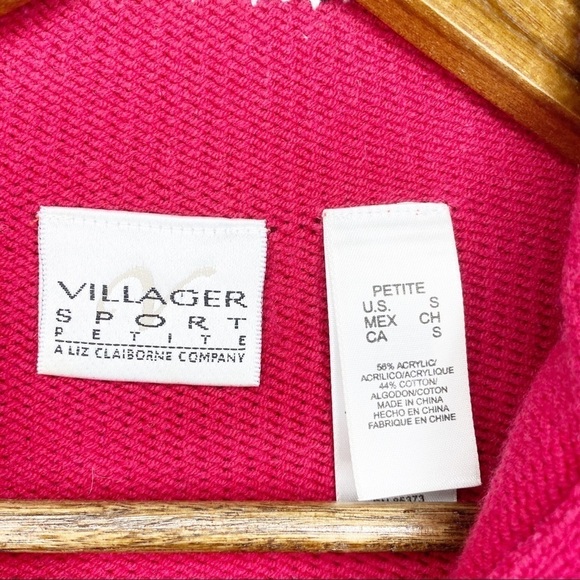 VILLAGER
SPORT
PETITE
A LIZ CLAIBORNE COMPANY
PETITE
U.S. S
MEX CH
CA S
56% ACRYLIC/
ACRILICO/ACRYLIQUE
44% COTTON/
ALGODON/COTON
MADE IN CHINA
HECHO EN CHINA
FABRIQUE EN CHINE